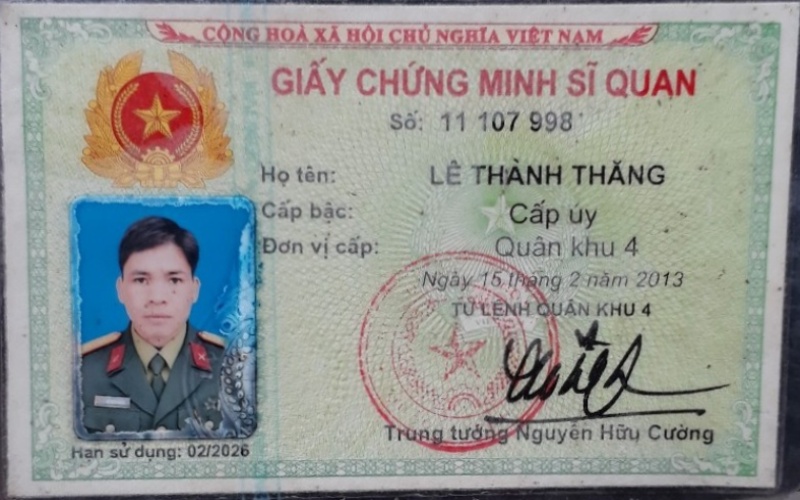 CỘNG HOÀ XÃ HỘI CHỦ NGHĨA VIỆT NAM
GIẤY CHỨNG MINH SĨ QUAN
Số: 11 107 998
Họ tên: LÊ THÀNH THĂNG
Cấp bậc: Cấp úy
Đơn vị cấp: Quân khu 4
Ngày 15 tháng 2 năm 2013
TƯ LỆNH QUÂN KHU 4
Trung tướng Nguyễn Hữu Cường
Hạn sử dụng: 02/2026